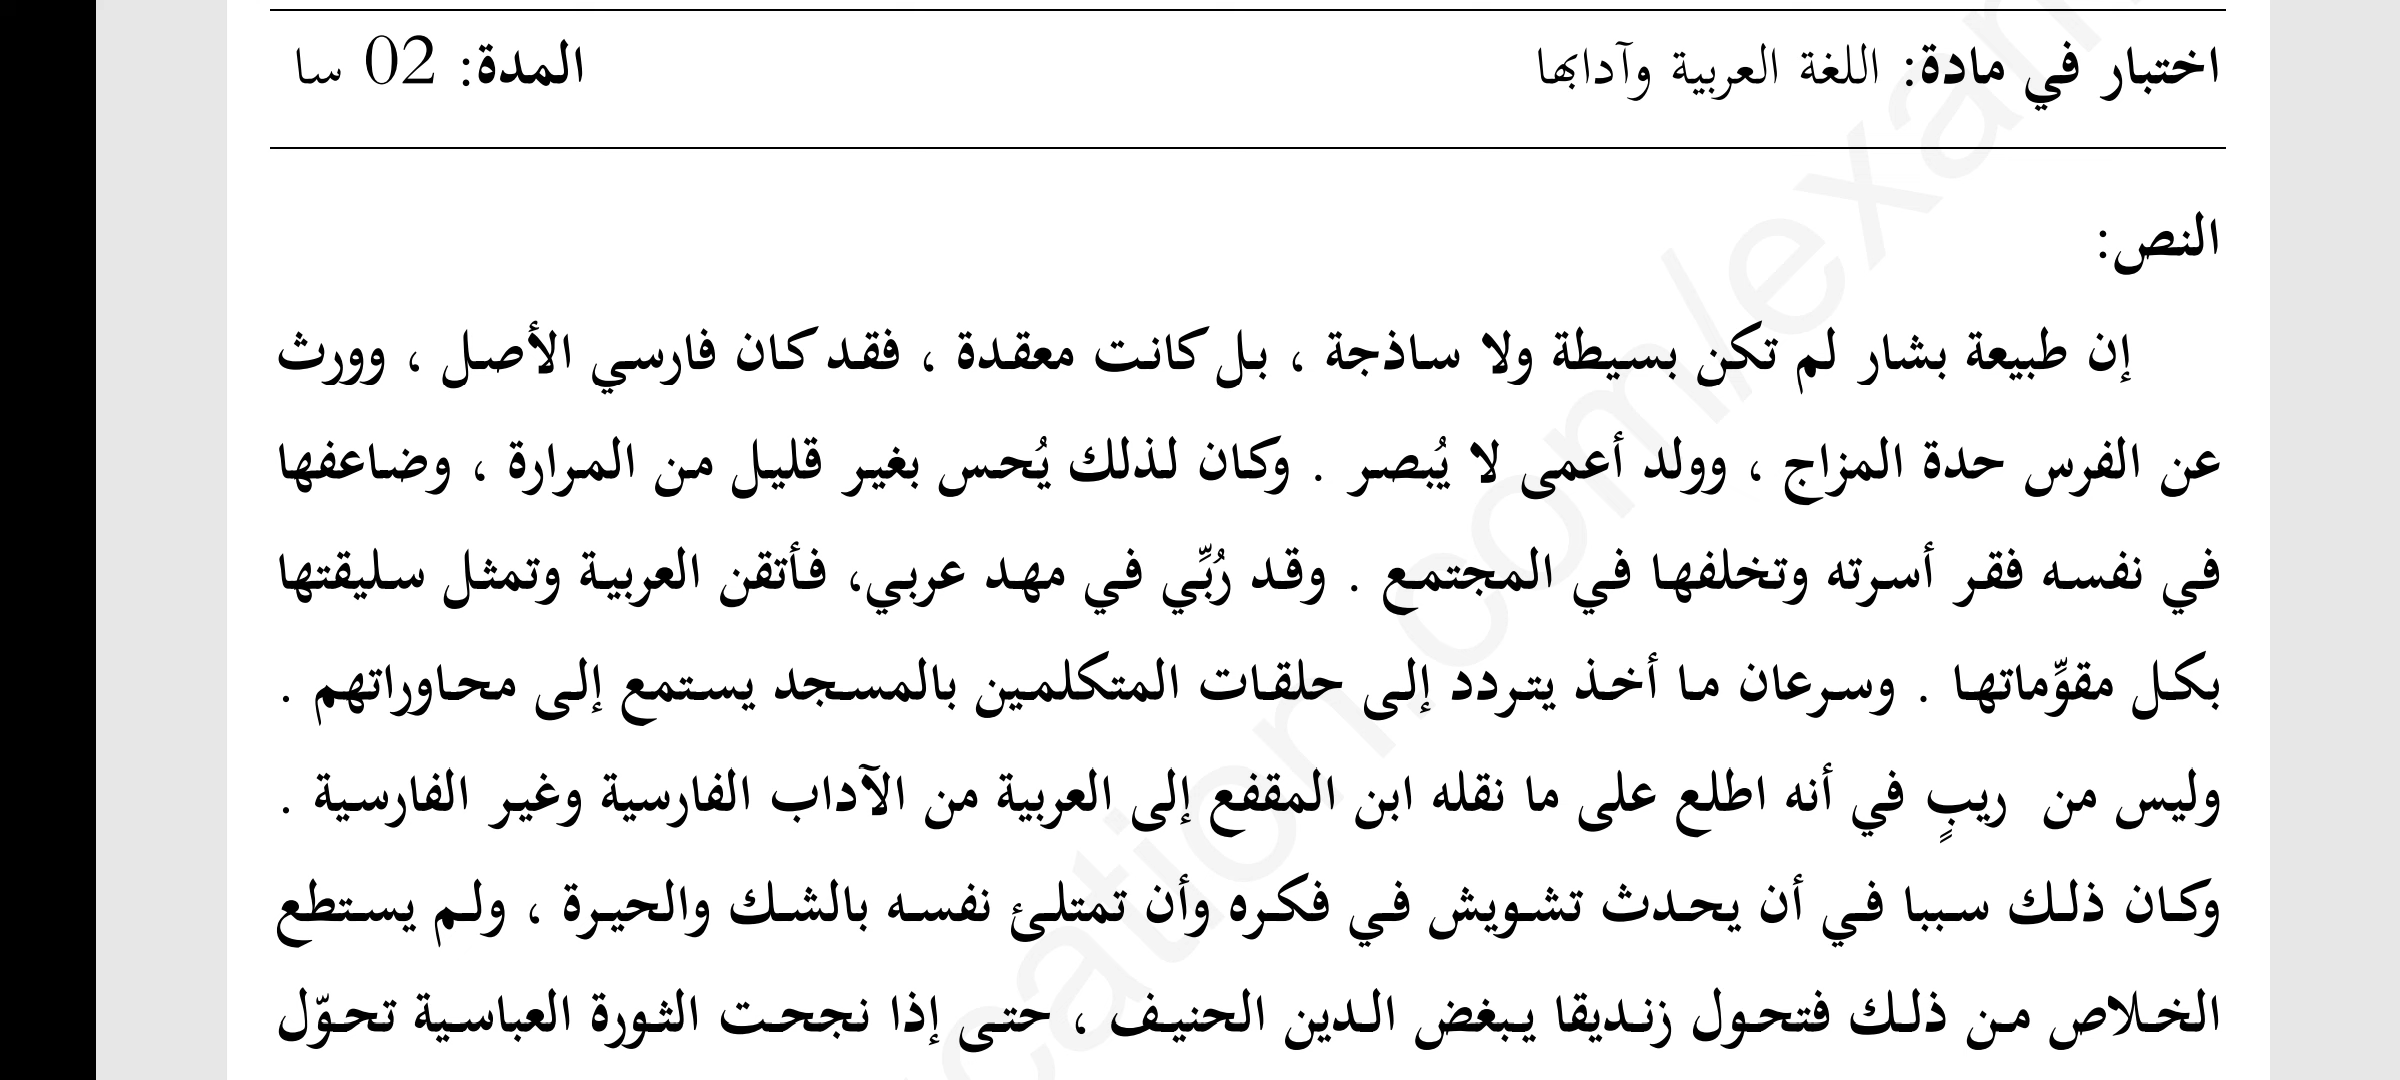 اختبار في مادة: اللغة العربية وآدابها المدة: 02 سا
النص:
إن طبيعة بشار لم تكن بسيطة ولا ساذجة ، بل كانت معقدة ، فقد كان فارسي الأصل ، وورث
عن الفرس حدة المزاج ، وولد أعمى لا يُبصر . وكان لذلك يُحس بغير قليل من المرارة ، وضاعفها
في نفسه فقر أسرته وتخلفها في المجتمع . وقد رُبِّي في مهد عربي، فأتقن العربية وتمثل سليقتها
بكل مقوِّماتها . وسرعان ما أخذ يتردد إلى حلقات المتكلمين بالمسجد يستمع إلى محاوراتهم .
وليس من ريبٍ في أنه اطلع على ما نقله ابن المقفع إلى العربية من الآداب الفارسية وغير الفارسية .
وكان ذلك سببا في أن يحدث تشويش في فكره وأن تمتلئ نفسه بالشك والحيرة ، ولم يستطع
الخلاص من ذلك فتحول زنديقا يبغض الدين الحنيف ، حتى إذا نجحت الثورة العباسية تحوّل
cation.com/exam